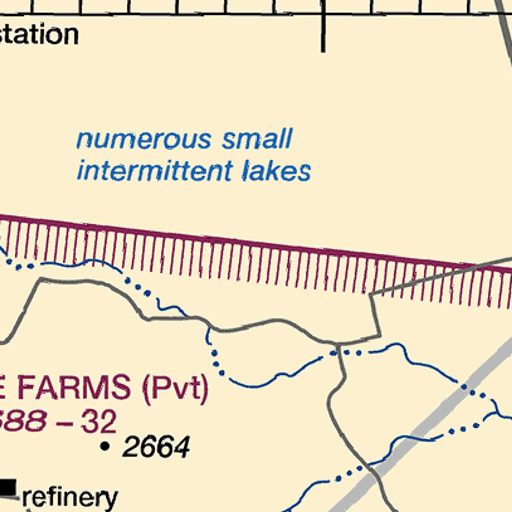 station
numerous small
intermittent lakes
E FARMS (Pvt)
588 – 32
• 2664
refinery